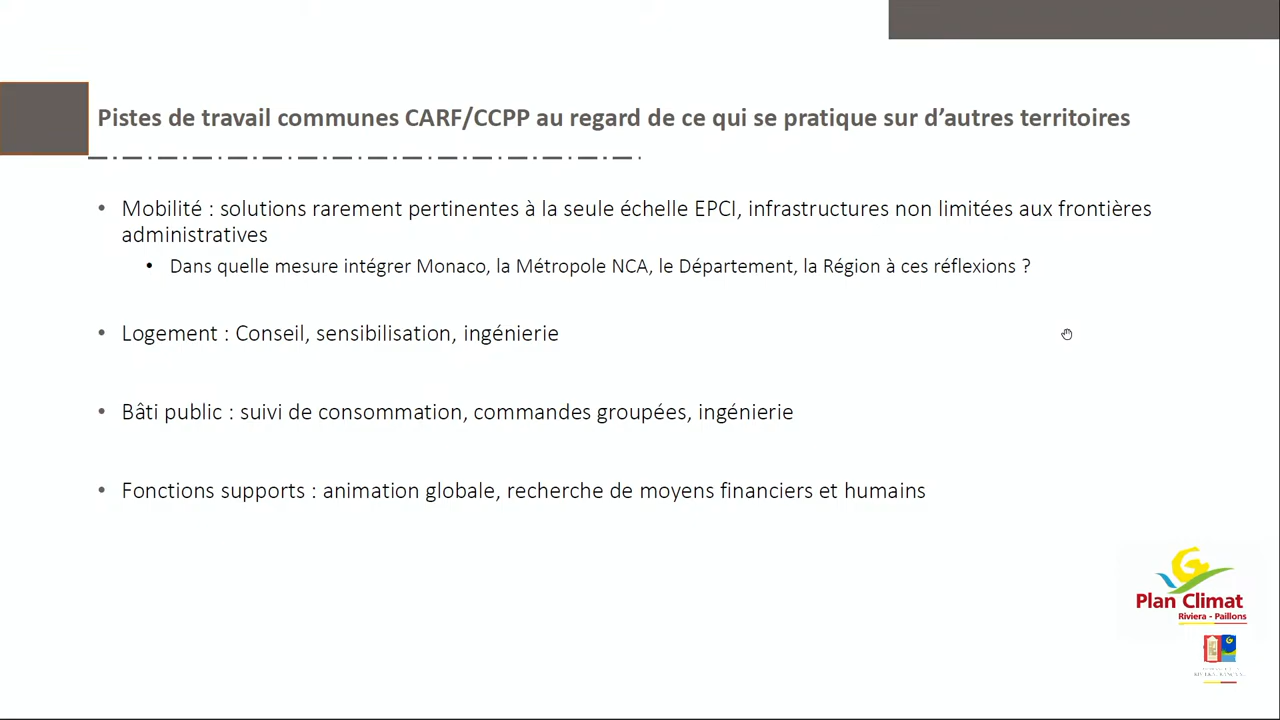 Pistes de travail communes CARF/CCPP au regard de ce qui se pratique sur d’autres territoires
• Mobilité : solutions rarement pertinentes à la seule échelle EPCI, infrastructures non limitées aux frontières
administratives
• Dans quelle mesure intégrer Monaco, la Métropole NCA, le Département, la Région à ces réflexions ?
• Logement : Conseil, sensibilisation, ingénierie
• Bâti public : suivi de consommation, commandes groupées, ingénierie
• Fonctions supports : animation globale, recherche de moyens financiers et humains
Plan Climat
Riviera - Paillons